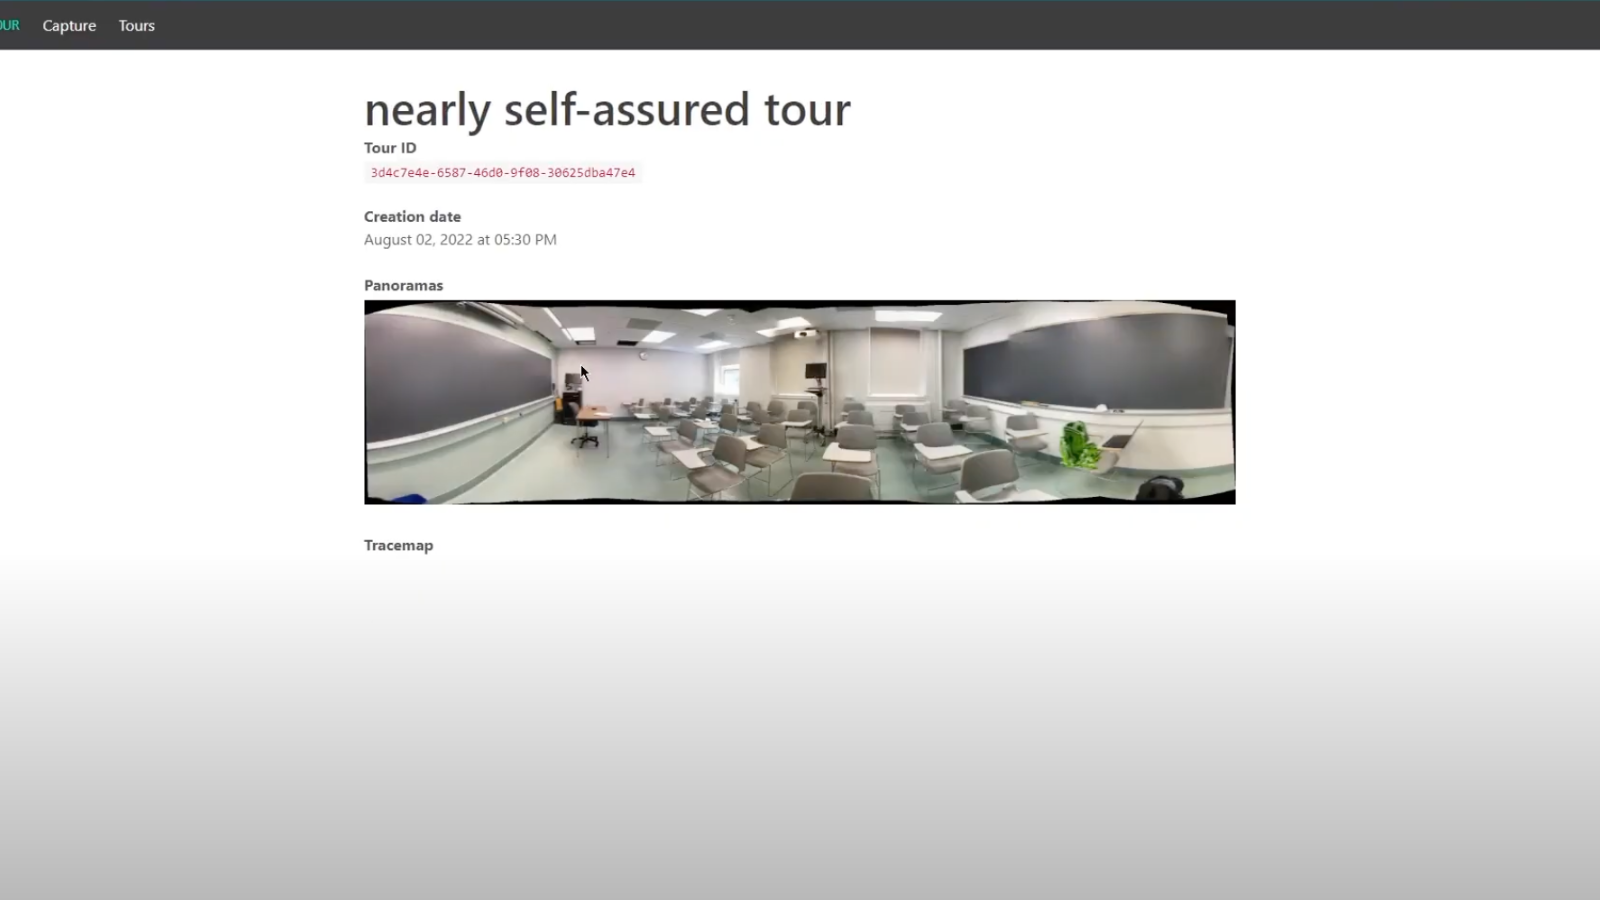 OUR Capture Tours
nearly self-assured tour
Tour ID
3d4c7e4e-6587-46d0-9f08-30625dba47e4
Creation date
August 02, 2022 at 05:30 PM
Panoramas
Tracemap